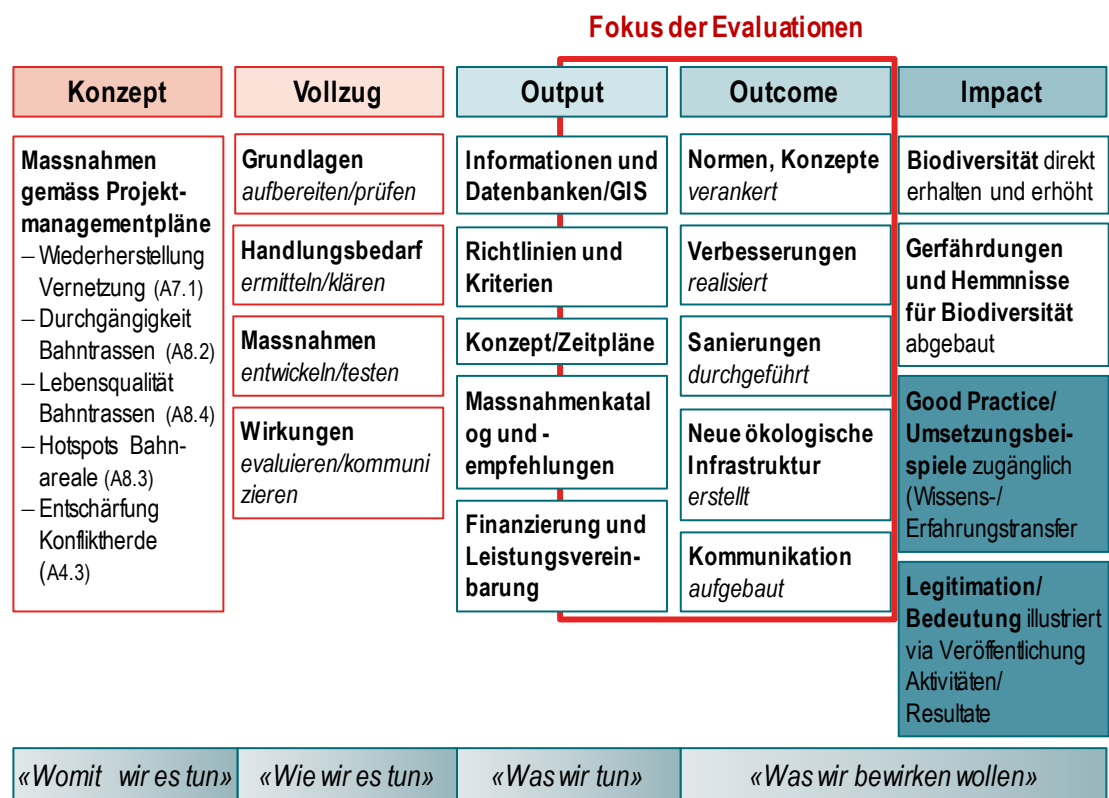 Fokus der Evaluationen
Konzept
Vollzug
Output
Outcome
Impact
Massnahmen
gemäss Projekt-
managementpläne
– Wiederherstellung
Vernetzung (A7.1)
– Durchgängigkeit
Bahntrassen (A8.2)
– Lebensqualität
Bahntrassen (A8.4)
– Hotspots Bahn-
areale (A8.3)
– Entschärfung
Konfliktherde
(A4.3)
Grundlagen
aufbereiten/prüfen
Handlungsbedarf
ermitteln/klären
Massnahmen
entwickeln/testen
Wirkungen
evaluieren/kommuni
zieren
Informationen und
Datenbanken/GIS
Richtlinien und
Kriterien
Konzept/Zeitpläne
Massnahmenkatal
og und -
empfehlungen
Finanzierung und
Leistungsverein-
barung
Normen, Konzepte
verankert
Verbesserungen
realisiert
Sanierungen
durchgeführt
Neue ökologische
Infrastruktur
erstellt
Kommunikation
aufgebaut
Biodiversität direkt
erhalten und erhöht
Gerfährdungen
und Hemmnisse
für Biodiversität
abgebaut
Good Practice/
Umsetzungsbei-
spiele zugänglich
(Wissens-/
Erfahrungstransfer
Legitimation/
Bedeutung illustriert
via Veröffentlichung
Aktivitäten/
Resultate
«Womit wir es tun»
«Wie wir es tun»
«Was wir tun»
«Was wir bewirken wollen»